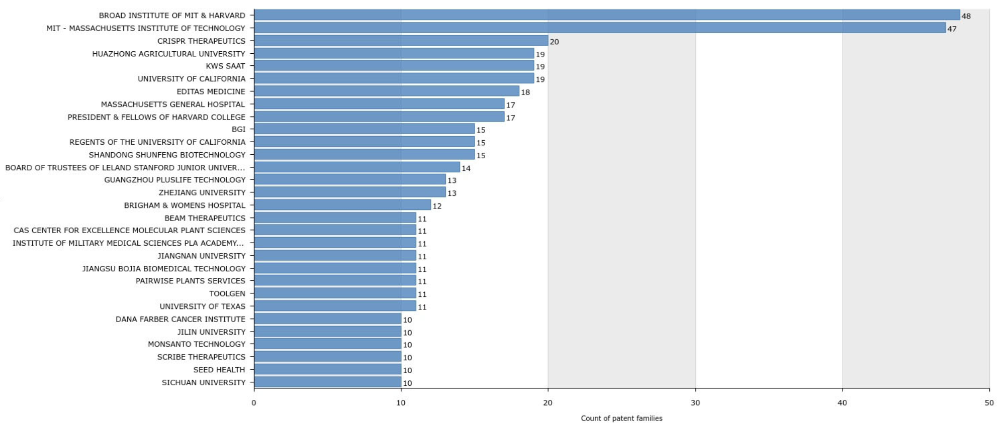 BROAD INSTITUTE OF MIT & HARVARD 48
MIT - MASSACHUSETTS INSTITUTE OF TECHNOLOGY 47
CRISPR THERAPEUTICS 20
HUAZHONG AGRICULTURAL UNIVERSITY 19
KWS SAAT 19
UNIVERSITY OF CALIFORNIA 19
EDITAS MEDICINE 18
MASSACHUSETTS GENERAL HOSPITAL 17
PRESIDENT & FELLOWS OF HARVARD COLLEGE 17
BGI 15
REGENTS OF THE UNIVERSITY OF CALIFORNIA 15
SHANDONG SHUNFENG BIOTECHNOLOGY 15
BOARD OF TRUSTEES OF LELAND STANFORD JUNIOR UNIVER... 14
GUANGZHOU PLUSLIFE TECHNOLOGY 13
ZHEJIANG UNIVERSITY 13
BRIGHAM & WOMENS HOSPITAL 12
BEAM THERAPEUTICS 11
CAS CENTER FOR EXCELLENCE MOLECULAR PLANT SCIENCES 11
INSTITUTE OF MILITARY MEDICAL SCIENCES PLA ACADEMY... 11
JIANGNAN UNIVERSITY 11
JIANGSU BOJIA BIOMEDICAL TECHNOLOGY 11
PAIRWISE PLANTS SERVICES 11
TOOLGEN 11
UNIVERSITY OF TEXAS 11
DANA FARBER CANCER INSTITUTE 10
JILIN UNIVERSITY 10
MONSANTO TECHNOLOGY 10
SCRIBE THERAPEUTICS 10
SEED HEALTH 10
SICHUAN UNIVERSITY 10
0 10 20 30 40 50
Count of patent families